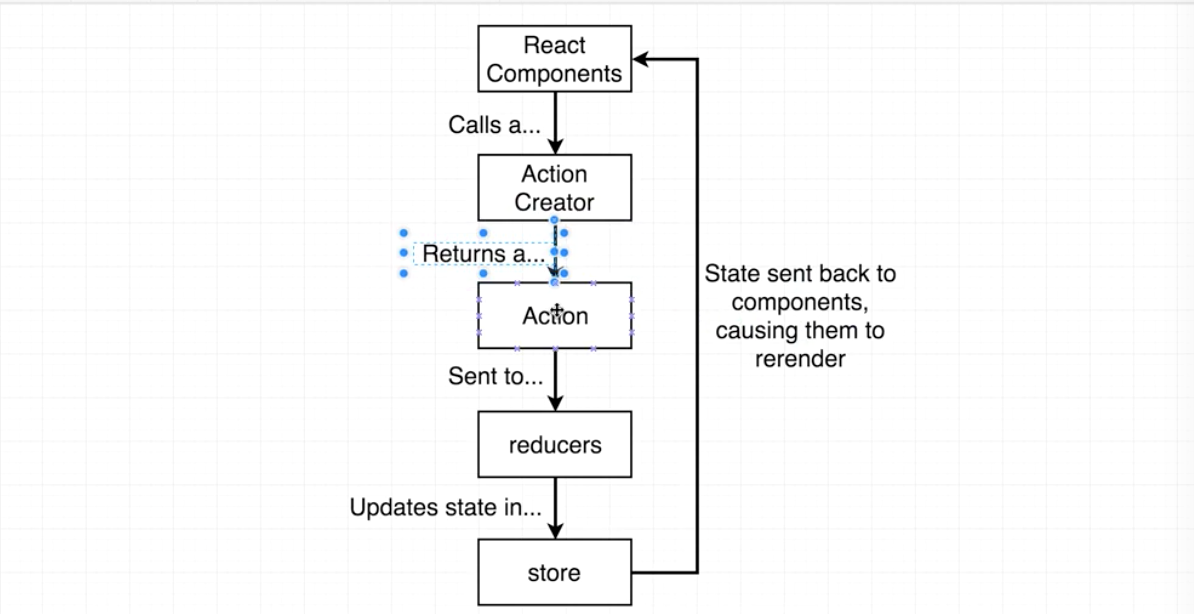 React
Components
Calls a...
Action
Creator
Returns a...
Action
Sent to...
reducers
Updates state in...
store
State sent back to
components,
causing them to
rerender